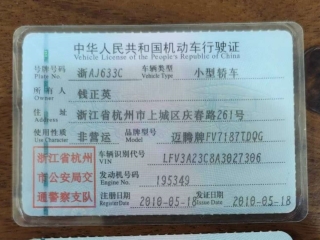 中华人民共和国机动车行驶证
Vehicle License of the People's Republic of China
号牌号码 浙AJ633C 车辆类型 小型轿车
Plate No. Vehicle Type
所有人 钱正英
Owner
住址 浙江省杭州市上城区庆春路261号
Address
使用性质 非营运 品牌型号 迈腾牌FV7187TDQG
Use Character Model
浙江省杭州 车辆识别代号 LFV3A23C8A3027306
VIN
市公安局交 发动机号码 195349
Engine No.
通警察支队 注册日期 2010-05-18 发证日期 2010-05-18
Register Date Issue Date